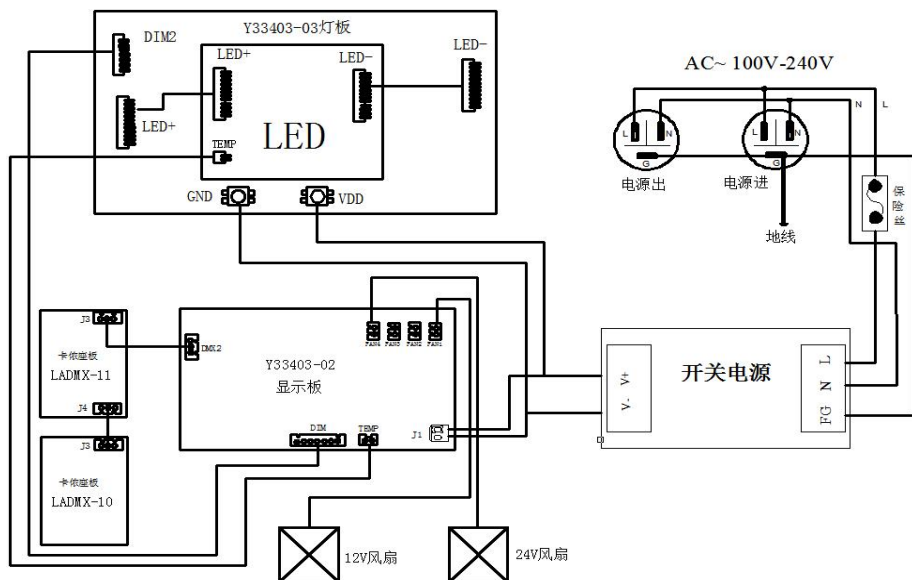 Y33403-03灯板
DIM2
LED+
LED-
LED-
LED+
LED
TEMP
GND
VDD
AC~ 100V-240V
N
L
L
N
L
N
G
G
电源出
电源进
保险丝
地线
J3
卡侬座板
LADMX-11
J4
J3
卡侬座板
LADMX-10
DMX2
FAN4
FAN3
FAN2
FAN1
Y33403-02
显示板
DIM
TEMP
J1
V+
V-
开关电源
L
N
FG
12V风扇
24V风扇